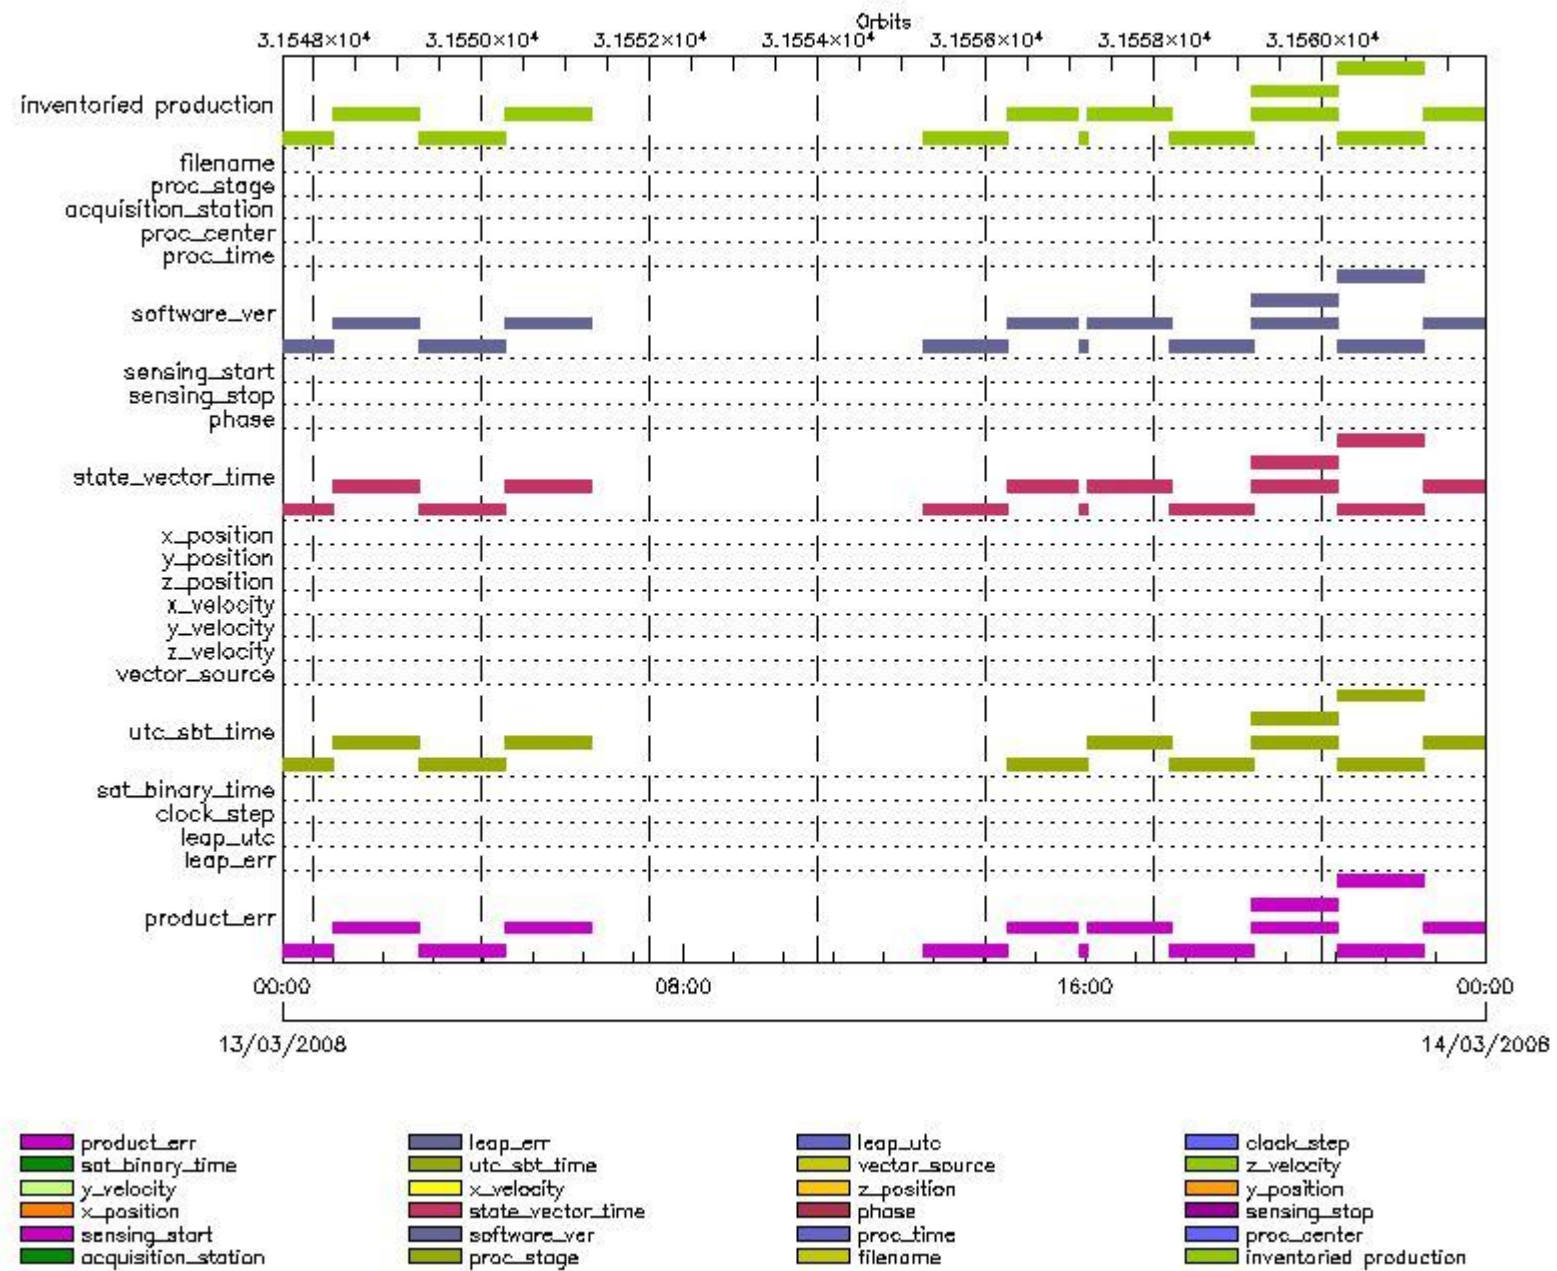 Orbits
3.1548×10⁴ 3.1550×10⁴ 3.1552×10⁴ 3.1554×10⁴ 3.1556×10⁴ 3.1558×10⁴ 3.1560×10⁴
inventoried production
filename
proc_stage
acquisition_station
proc_center
proc_time
software_ver
sensing_start
sensing_stop
phase
state_vector_time
x_position
y_position
z_position
x_velocity
y_velocity
z_velocity
vector_source
utc_sbt_time
sat_binary_time
clock_step
leap_utc
leap_err
product_err
00:00 08:00 16:00 00:00
13/03/2008 14/03/2008
product_err leap_err leap_utc clock_step
sat_binary_time utc_sbt_time vector_source z_velocity
y_velocity x_velocity z_position y_position
x_position state_vector_time phase sensing_stop
sensing_start software_ver proc_time proc_center
acquisition_station proc_stage filename inventoried production